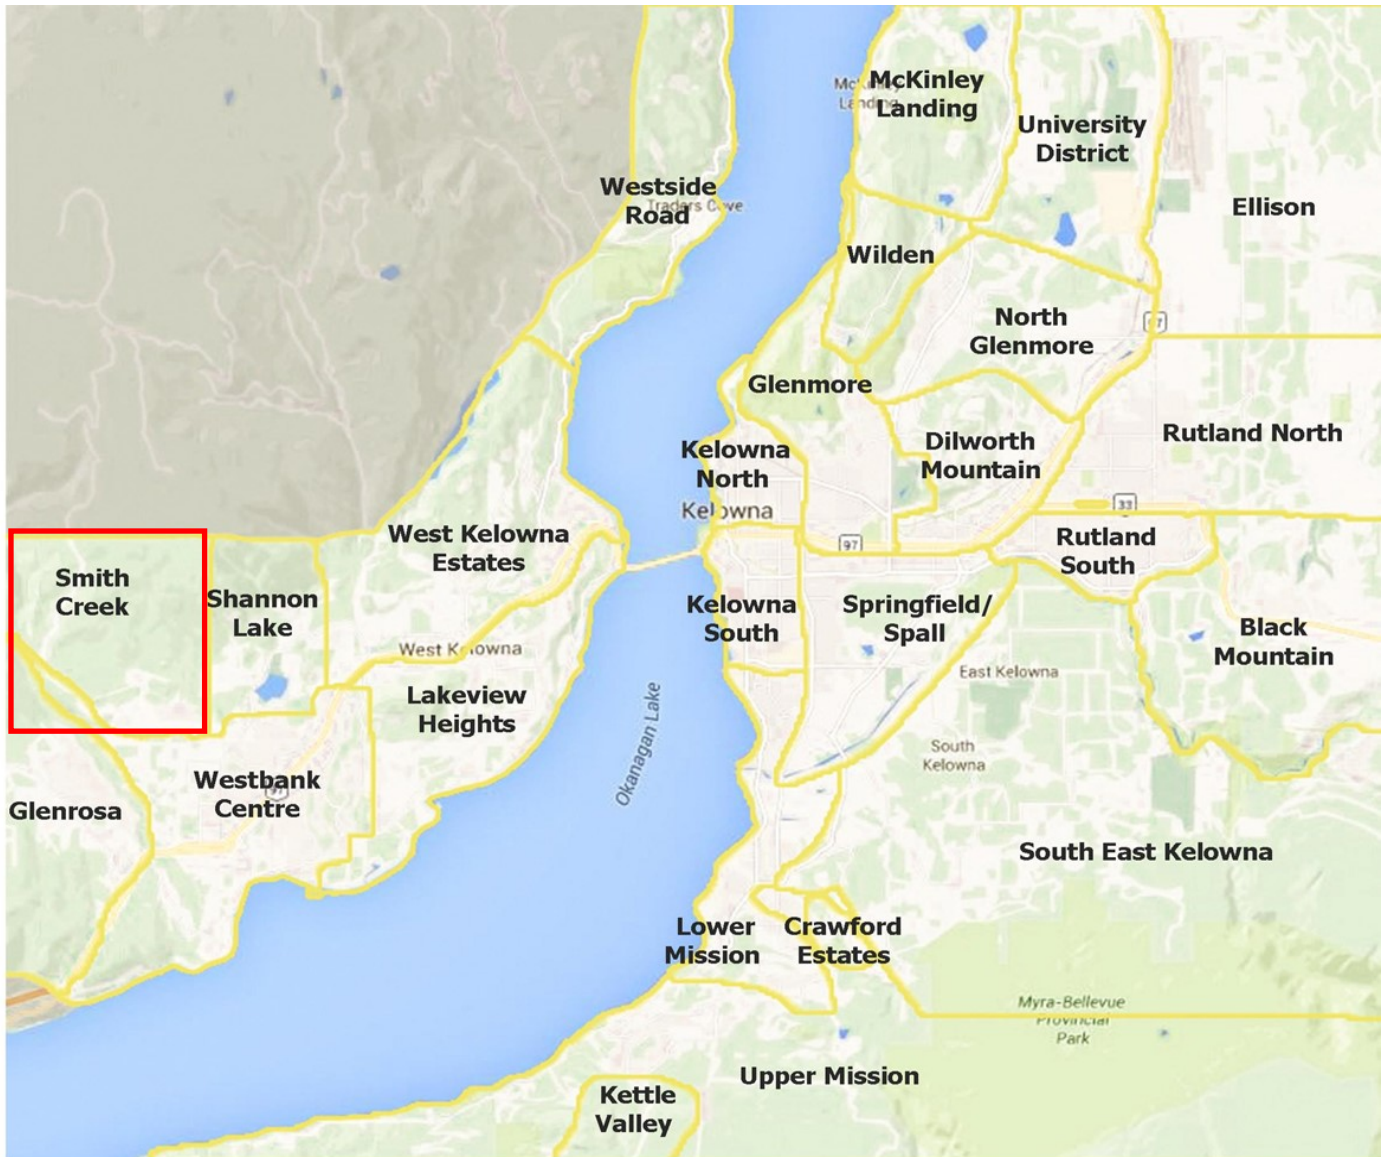 McKinley
Landing
McKinley
Landing
University
District
Westside
Road
Traders Cove
Ellison
Wilden
North
Glenmore
97
Glenmore
Rutland North
Dilworth
Mountain
Kelowna
North
Kelowna
33
97
West Kelowna
Estates
Rutland
South
Smith
Creek
Shannon
Lake
Kelowna
South
Springfield/
Spall
Black
Mountain
West Kelowna
East Kelowna
Lakeview
Heights
Okanagan Lake
South
Kelowna
Westbank
Centre
97
Glenrosa
South East Kelowna
Lower
Mission
Crawford
Estates
Myra-Bellevue
Provincial
Park
Upper Mission
Kettle
Valley